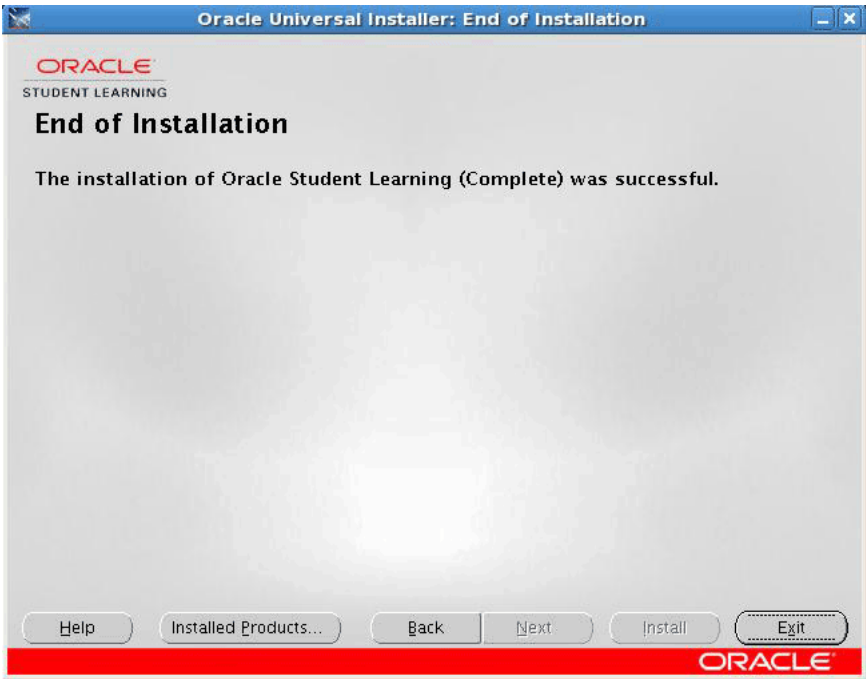 Oracle Universal Installer: End of Installation
ORACLE
STUDENT LEARNING
End of Installation
The installation of Oracle Student Learning (Complete) was successful.
Help Installed Products... Back Next Install Exit
ORACLE